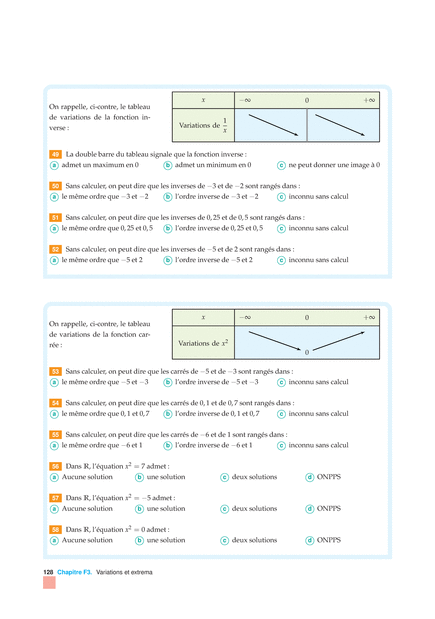 On rappelle, ci-contre, le tableau
de variations de la fonction in-
verse :
x −∞ 0 +∞
Variations de 1/x
49 La double barre du tableau signale que la fonction inverse :
a admet un maximum en 0 b admet un minimum en 0 c ne peut donner une image à 0
50 Sans calculer, on peut dire que les inverses de −3 et de −2 sont rangés dans :
a le même ordre que −3 et −2 b l'ordre inverse de −3 et −2 c inconnu sans calcul
51 Sans calculer, on peut dire que les inverses de 0,25 et de 0,5 sont rangés dans :
a le même ordre que 0,25 et 0,5 b l'ordre inverse de 0,25 et 0,5 c inconnu sans calcul
52 Sans calculer, on peut dire que les inverses de −5 et de 2 sont rangés dans :
a le même ordre que −5 et 2 b l'ordre inverse de −5 et 2 c inconnu sans calcul
On rappelle, ci-contre, le tableau
de variations de la fonction car-
rée :
x −∞ 0 +∞
Variations de x²
0
53 Sans calculer, on peut dire que les carrés de −5 et de −3 sont rangés dans :
a le même ordre que −5 et −3 b l'ordre inverse de −5 et −3 c inconnu sans calcul
54 Sans calculer, on peut dire que les carrés de 0,1 et de 0,7 sont rangés dans :
a le même ordre que 0,1 et 0,7 b l'ordre inverse de 0,1 et 0,7 c inconnu sans calcul
55 Sans calculer, on peut dire que les carrés de −6 et de 1 sont rangés dans :
a le même ordre que −6 et 1 b l'ordre inverse de −6 et 1 c inconnu sans calcul
56 Dans ℝ, l'équation x² = 7 admet :
a Aucune solution b une solution c deux solutions d ONPPS
57 Dans ℝ, l'équation x² = −5 admet :
a Aucune solution b une solution c deux solutions d ONPPS
58 Dans ℝ, l'équation x² = 0 admet :
a Aucune solution b une solution c deux solutions d ONPPS
128 Chapitre F3. Variations et extrema